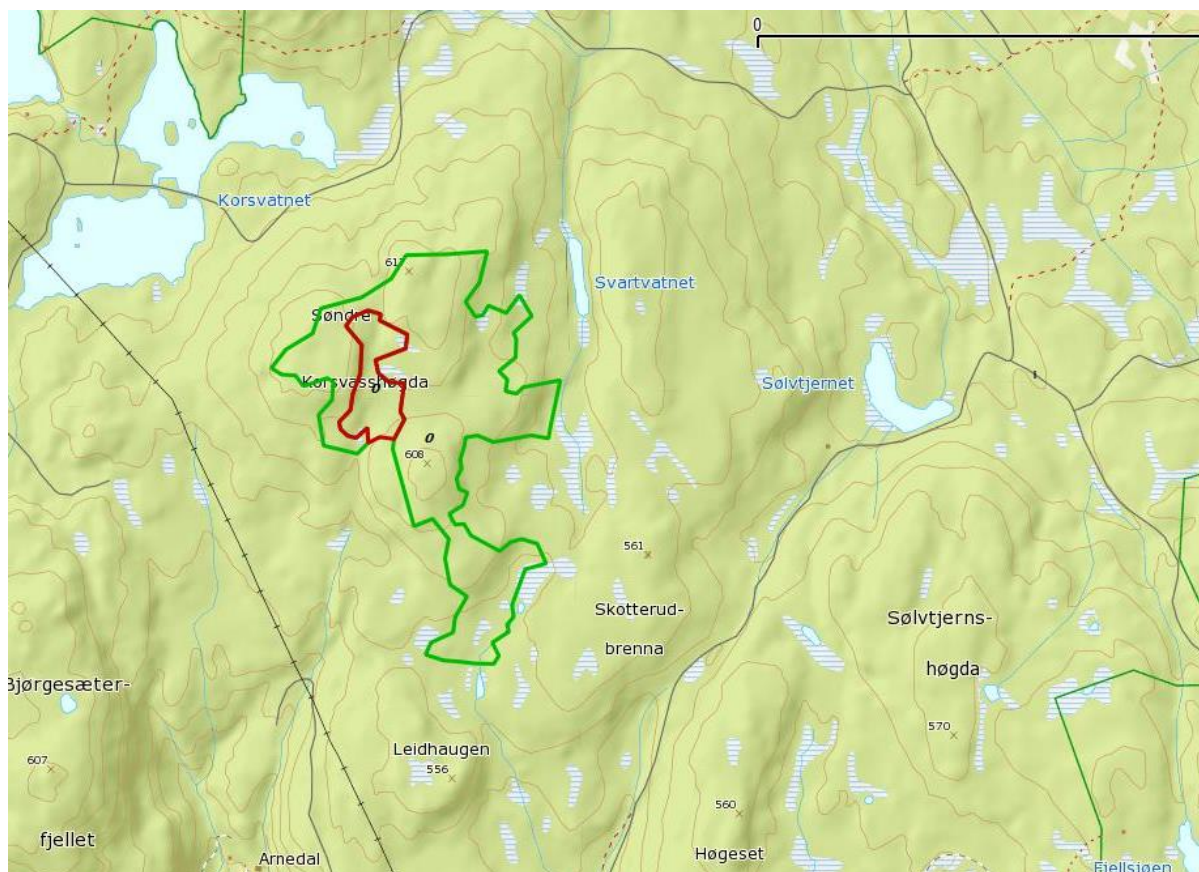 0
Korsvatnet
Svartvatnet
Søndre
Korsvasshøgda
0
0
608
Sølvtjernet
561
Skotterud-
brenna
Sølvtjerns-
høgda
570
Bjørgesæter-
607
fjellet
Leidhaugen
556
560
Høgeset
Arnedal
Fjellsjøen